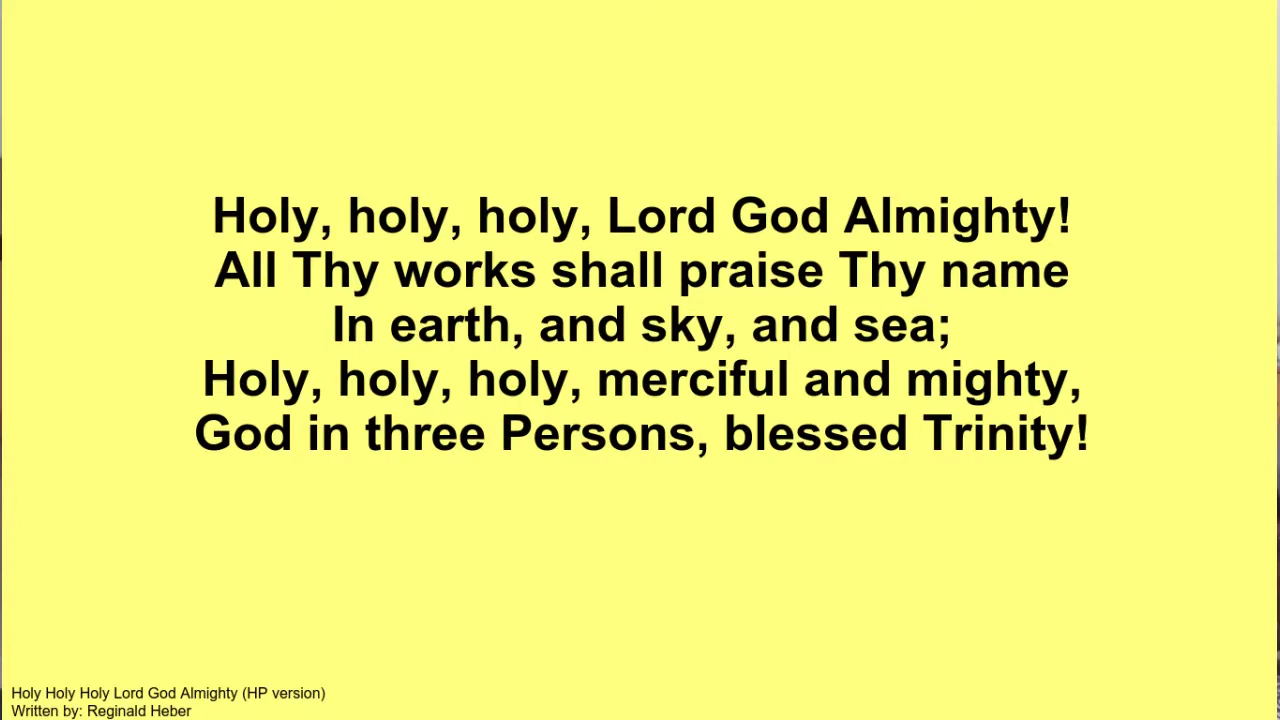 Holy, holy, holy, Lord God Almighty!
All Thy works shall praise Thy name
In earth, and sky, and sea;
Holy, holy, holy, merciful and mighty,
God in three Persons, blessed Trinity!
Holy Holy Holy Lord God Almighty (HP version)
Written by: Reginald Heber